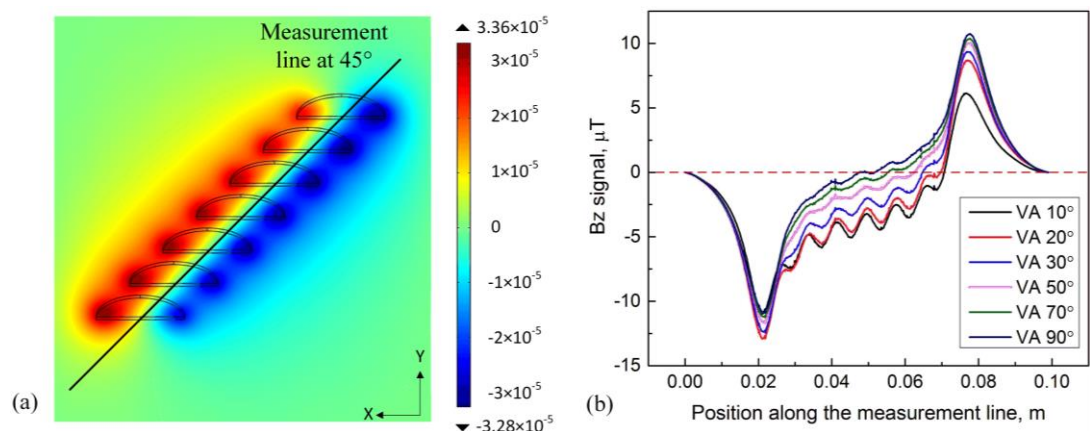 Measurement
line at 45°
Y
X
(a)
3.36×10⁻⁵
3×10⁻⁵
2×10⁻⁵
1×10⁻⁵
0
-1×10⁻⁵
-2×10⁻⁵
-3×10⁻⁵
-3.28×10⁻⁵
Bz signal, μT
10
5
0
-5
-10
-15
VA 10°
VA 20°
VA 30°
VA 50°
VA 70°
VA 90°
0.00 0.02 0.04 0.06 0.08 0.10
(b) Position along the measurement line, m